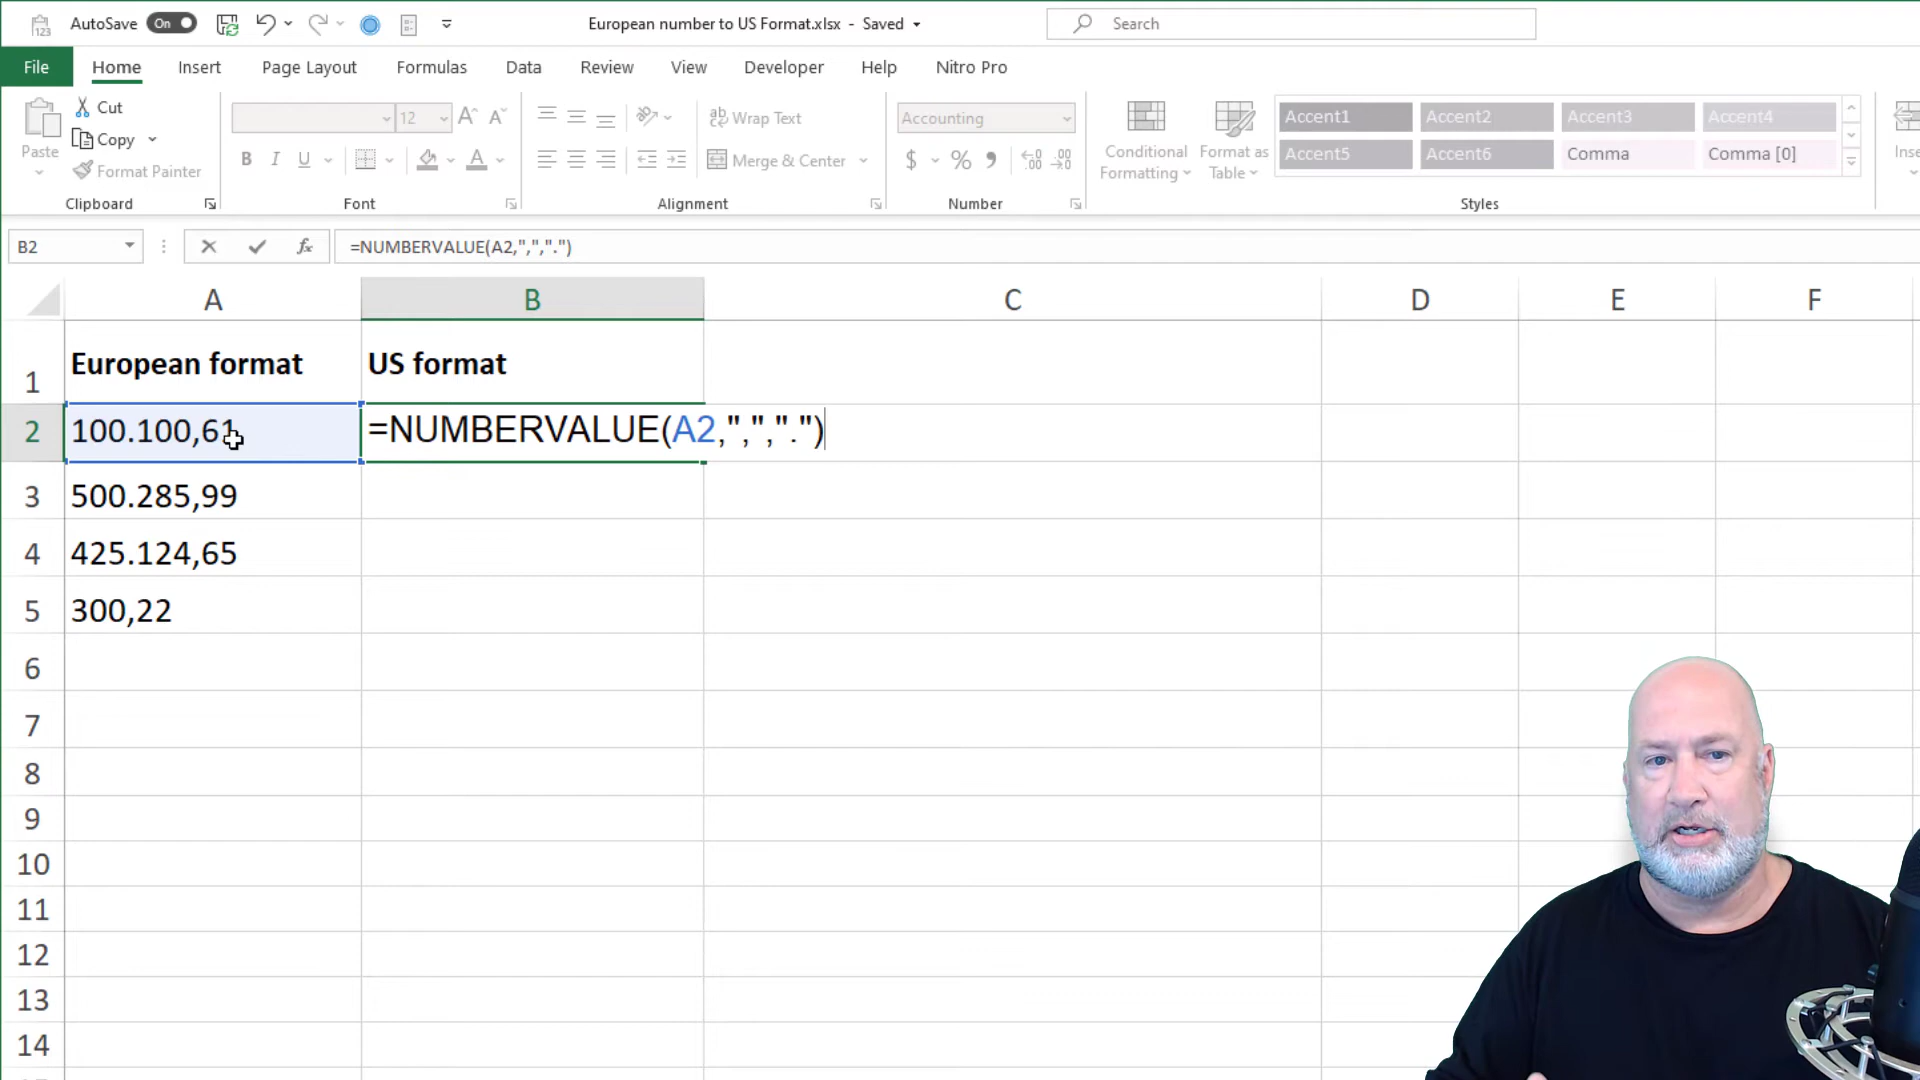 AutoSave On European number to US Format.xlsx - Saved Search
File Home Insert Page Layout Formulas Data Review View Developer Help Nitro Pro
Paste
Cut
Copy
Format Painter
Clipboard
12
B I U
Font
Wrap Text
Merge & Center
Alignment
Accounting
$ % 9
Number
Conditional Formatting
Format as Table
Accent1 Accent2 Accent3 Accent4
Accent5 Accent6 Comma Comma [0]
Styles
B2 fx =NUMBERVALUE(A2,",",".")
A B C D E F
1 European format US format
2 100.100,61 =NUMBERVALUE(A2,",",".")
3 500.285,99
4 425.124,65
5 300,22
6
7
8
9
10
11
12
13
14